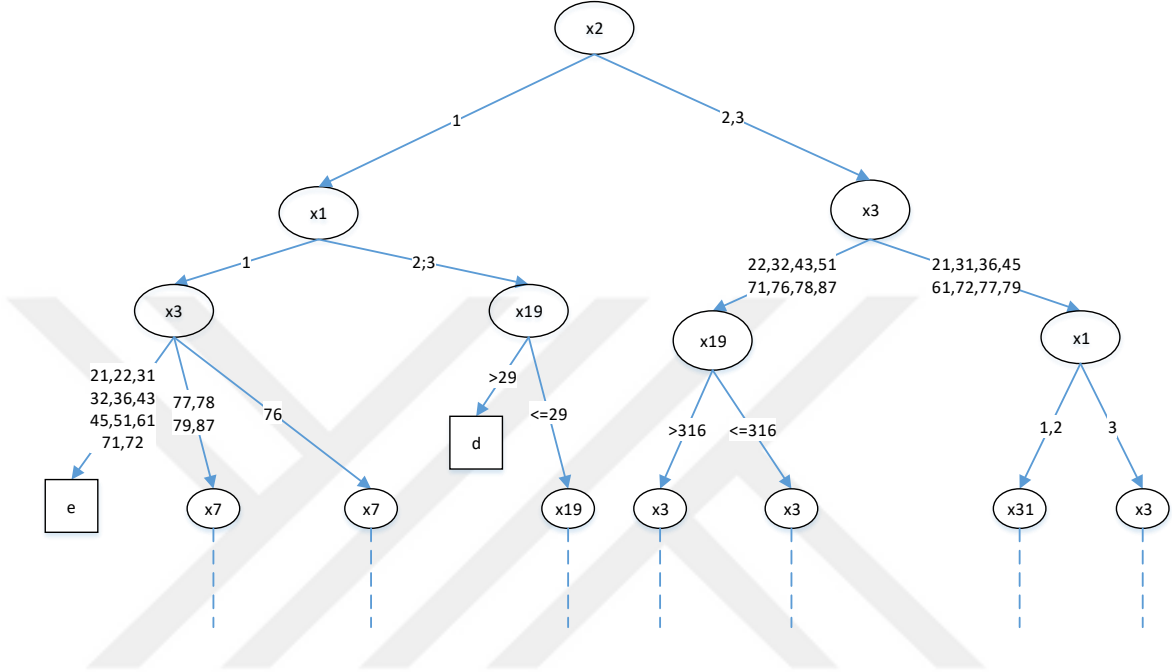 x2
1
2,3
x1
x3
1
2;3
22,32,43,51
71,76,78,87
21,31,36,45
61,72,77,79
x3
x19
x19
x1
21,22,31
32,36,43
45,51,61
71,72
77,78
79,87
76
>29
<=29
>316
<=316
1,2
3
d
e
x7
x7
x19
x3
x3
x31
x3